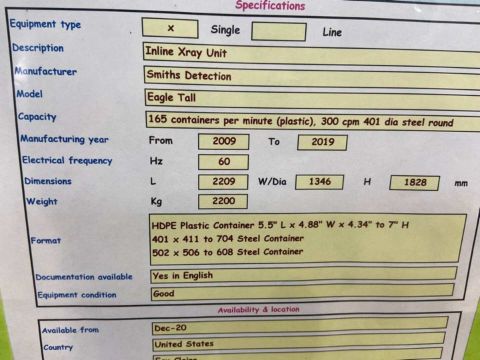 Specifications
Equipment type x Single Line
Description Inline Xray Unit
Manufacturer Smiths Detection
Model Eagle Tall
Capacity 165 containers per minute (plastic), 300 cpm 401 dia steel round
Manufacturing year From 2009 To 2019
Electrical frequency Hz 60
Dimensions L 2209 W/Dia 1346 H 1828 mm
Weight Kg 2200
HDPE Plastic Container 5.5" L x 4.88" W x 4.34" to 7" H
Format 401 x 411 to 704 Steel Container
502 x 506 to 608 Steel Container
Documentation available Yes in English
Equipment condition Good
Availability & location
Available from Dec-20
Country United States